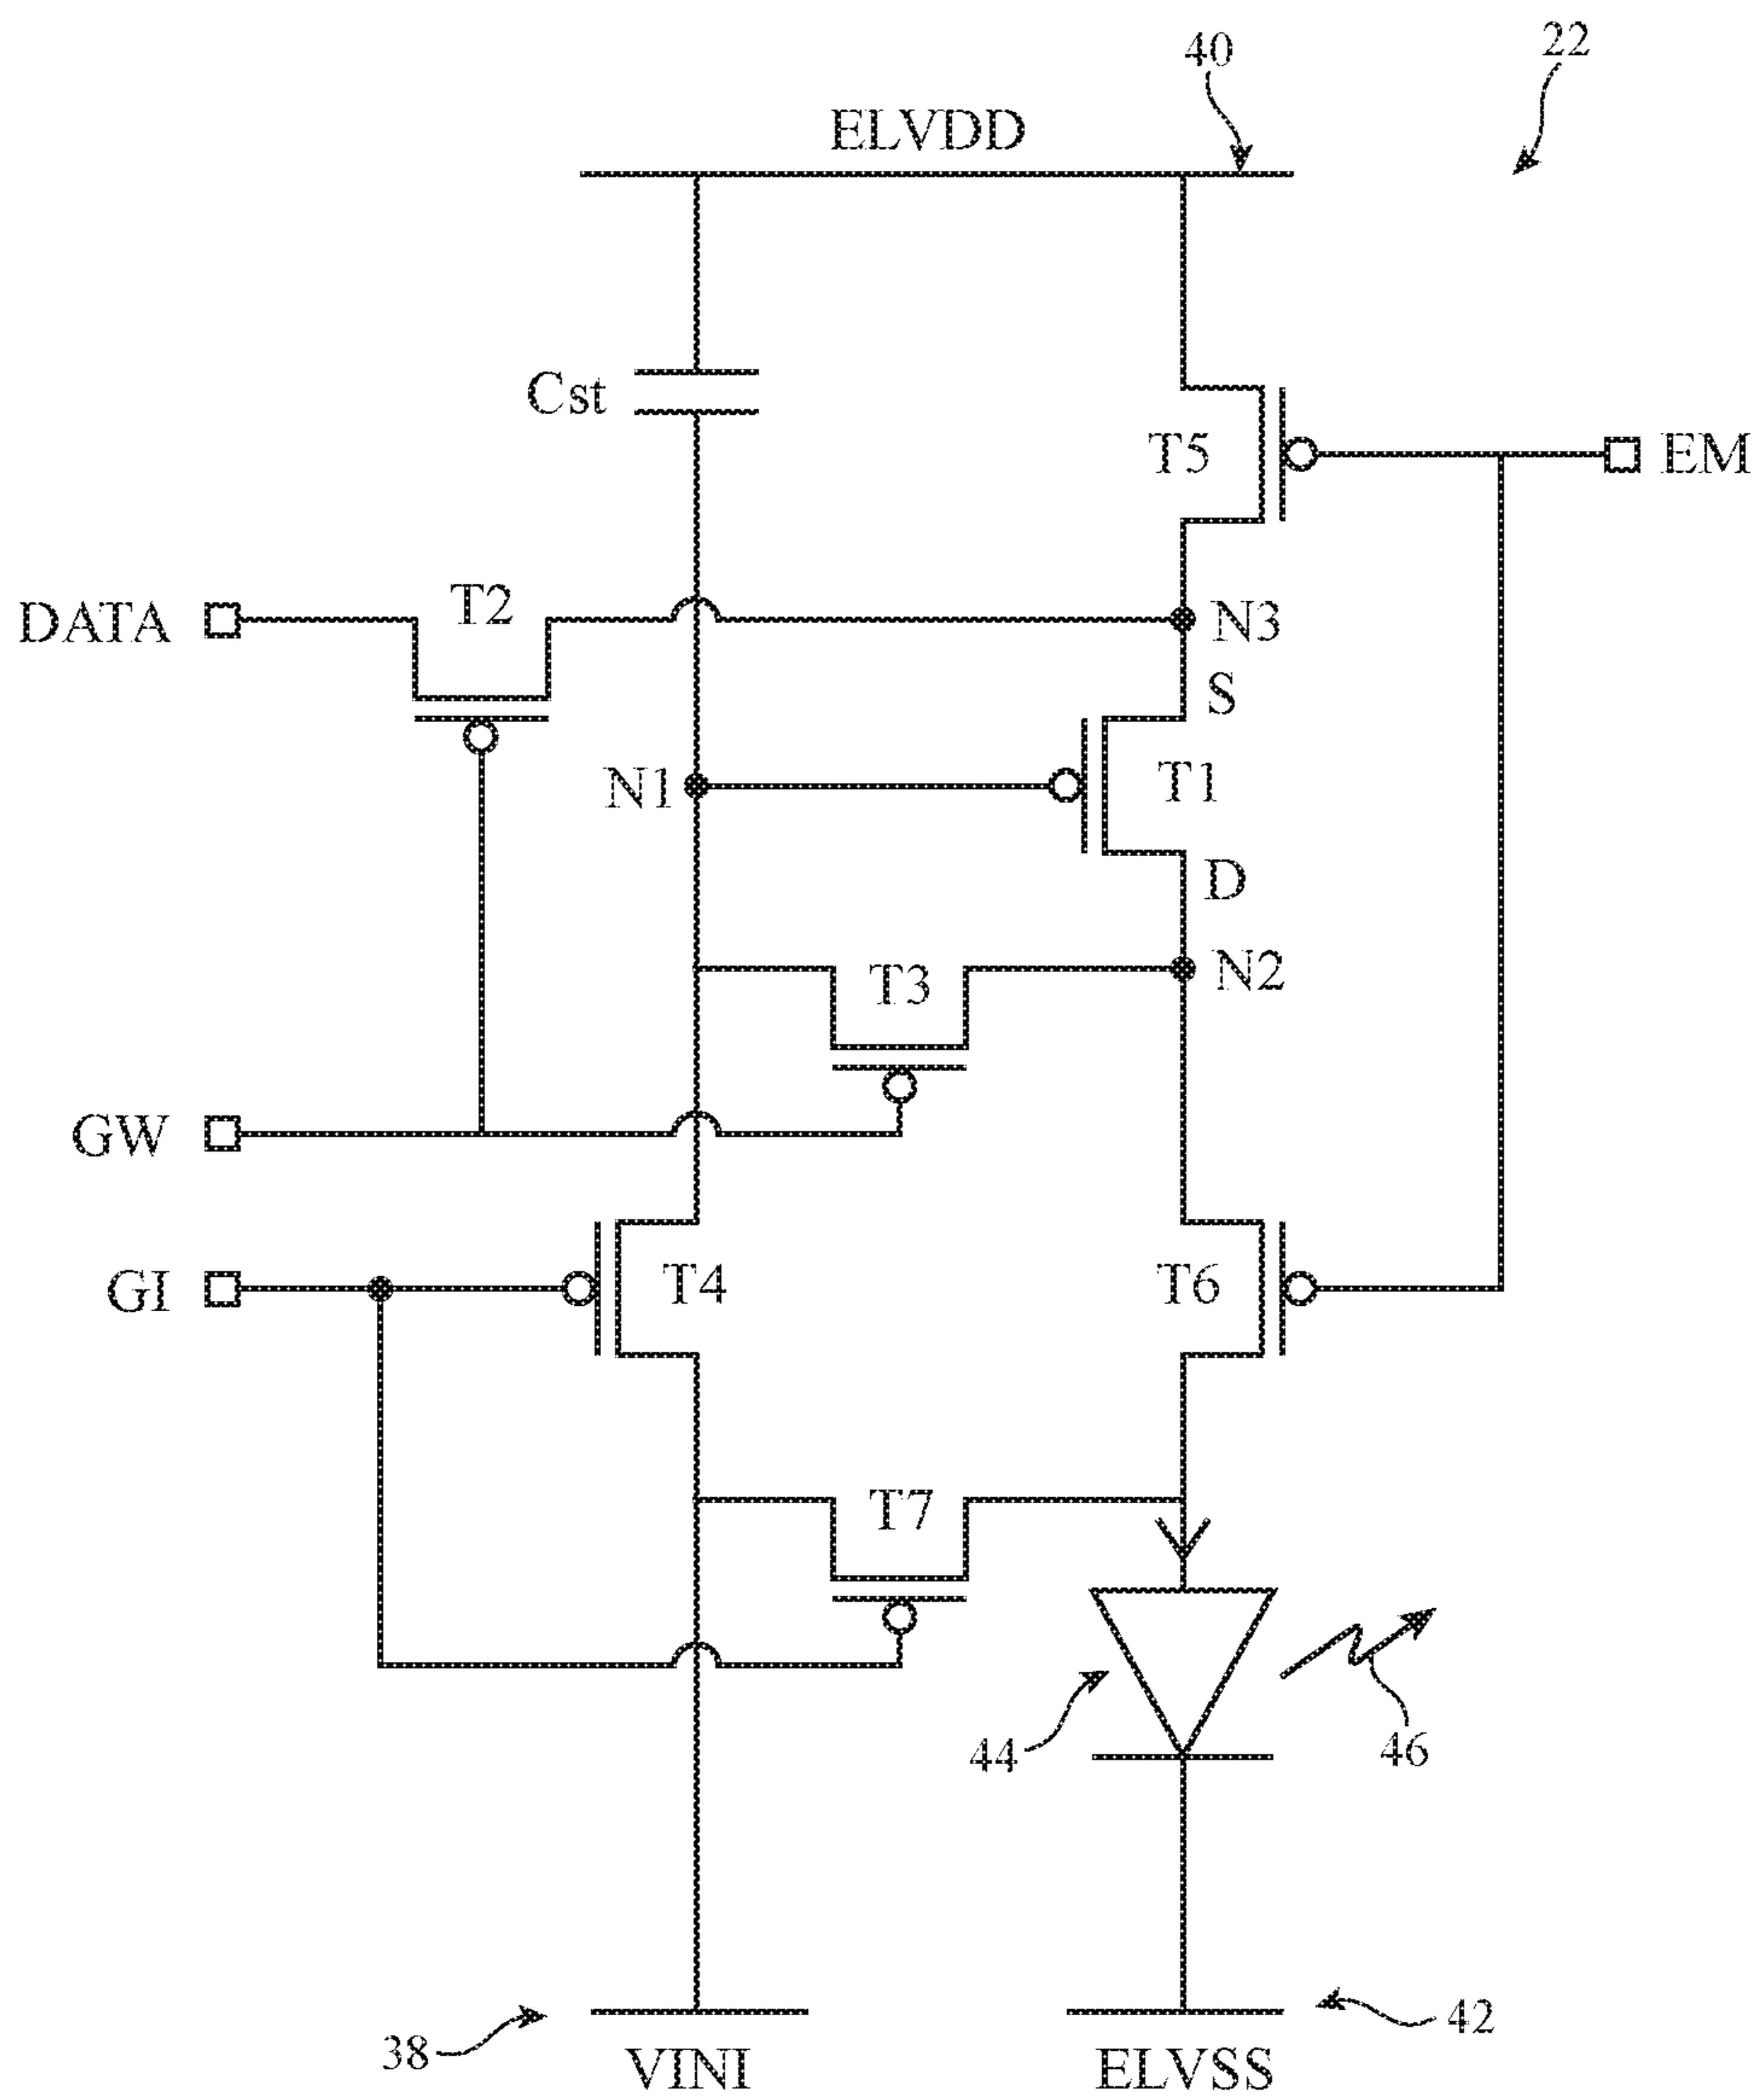 40
22
ELVDD
Cst
T5
EM
DATA
T2
N3
S
N1
T1
D
T3
N2
GW
GI
T4
T6
T7
44
46
38
VINI
ELVSS
42